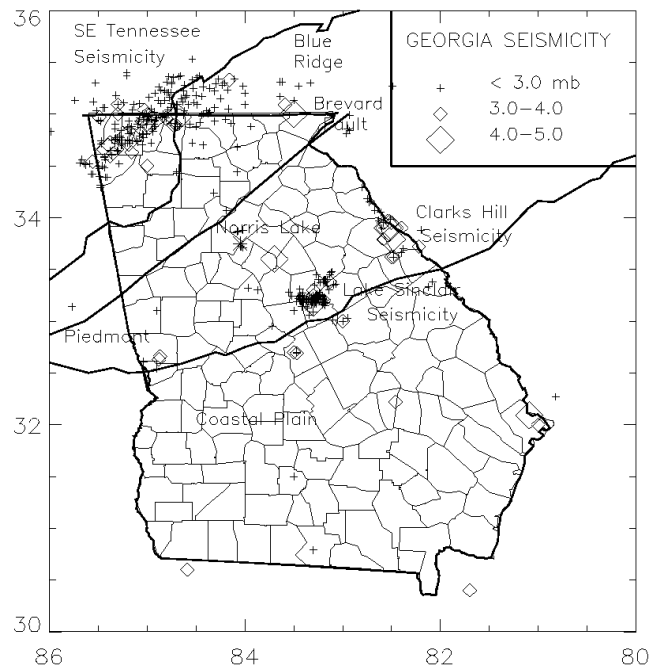 36
SE Tennessee
Seismicity
Blue
Ridge
GEORGIA SEISMICITY
< 3.0 mb
3.0-4.0
4.0-5.0
Brevard
Fault
34
Norris Lake
Clarks Hill
Seismicity
Lake Sinclair
Seismicity
Piedmont
32
Coastal Plain
30
86
84
82
80